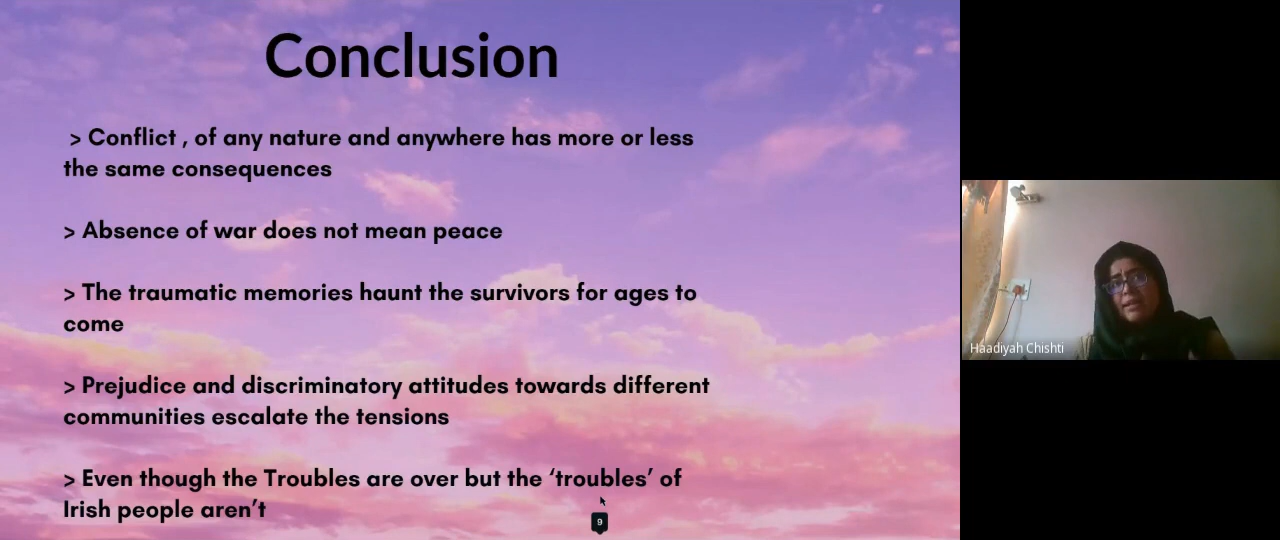 Conclusion
> Conflict , of any nature and anywhere has more or less
the same consequences
> Absence of war does not mean peace
> The traumatic memories haunt the survivors for ages to
come
> Prejudice and discriminatory attitudes towards different
communities escalate the tensions
> Even though the Troubles are over but the ‘troubles’ of
Irish people aren’t
9
Haadiyah Chishti